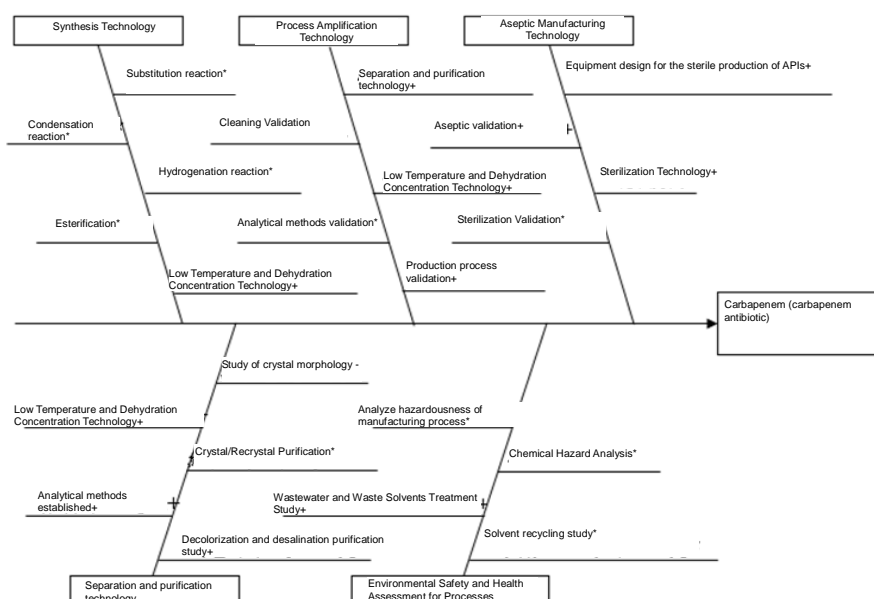 Synthesis Technology
Process Amplification
Technology
Aseptic Manufacturing
Technology
Substitution reaction*
Condensation
reaction*
Hydrogenation reaction*
Esterification*
Low Temperature and Dehydration
Concentration Technology+
Separation and purification
technology+
Cleaning Validation
Low Temperature and Dehydration
Concentration Technology+
Analytical methods validation*
Production process
validation+
Equipment design for the sterile production of APIs+
Aseptic validation+
Sterilization Technology+
Sterilization Validation*
Carbapenem (carbapenem
antibiotic)
Study of crystal morphology -
Low Temperature and Dehydration
Concentration Technology+
Crystal/Recrystal Purification*
Analytical methods
established+
Decolorization and desalination purification
study+
Separation and purification
technology
Analyze hazardousness of
manufacturing process*
Chemical Hazard Analysis*
Wastewater and Waste Solvents Treatment
Study+
Solvent recycling study*
Environmental Safety and Health
Assessment for Processes